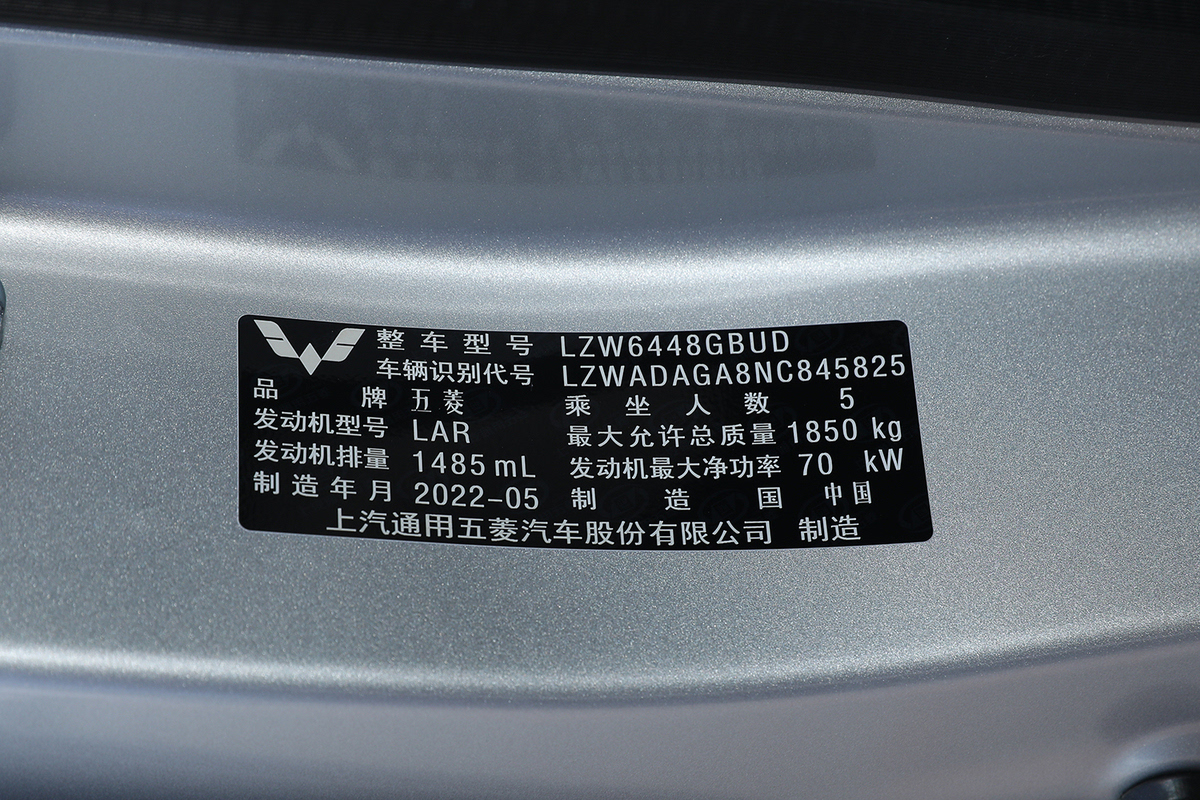 整车型号 LZW6448GBUD
车辆识别代号 LZWADAGA8NC845825
品牌 五菱 乘坐人数 5
发动机型号 LAR 最大允许总质量 1850 kg
发动机排量 1485 mL 发动机最大净功率 70 kW
制造年月 2022-05 制造国 中国
上汽通用五菱汽车股份有限公司 制造